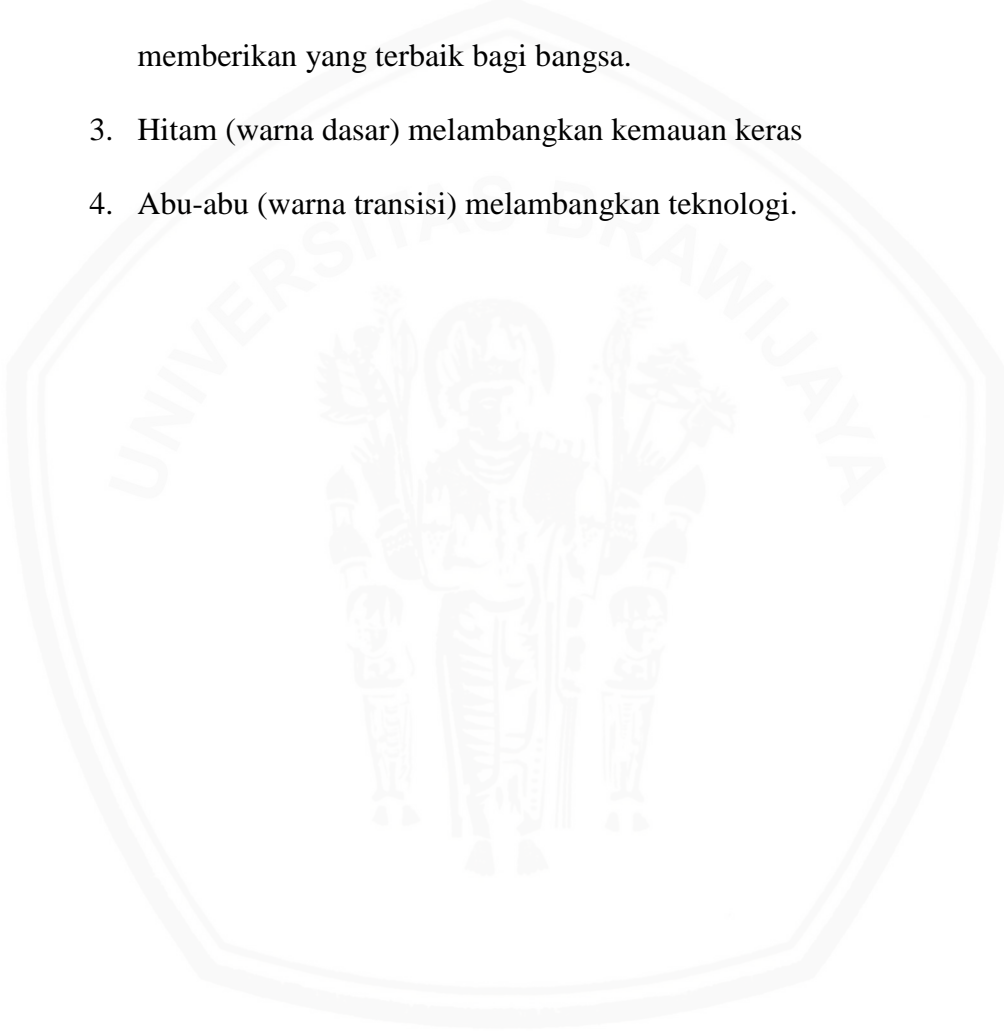 memberikan yang terbaik bagi bangsa.
3. Hitam (warna dasar) melambangkan kemauan keras
4. Abu-abu (warna transisi) melambangkan teknologi.
UNIVERSITAS BRAWIJAYA